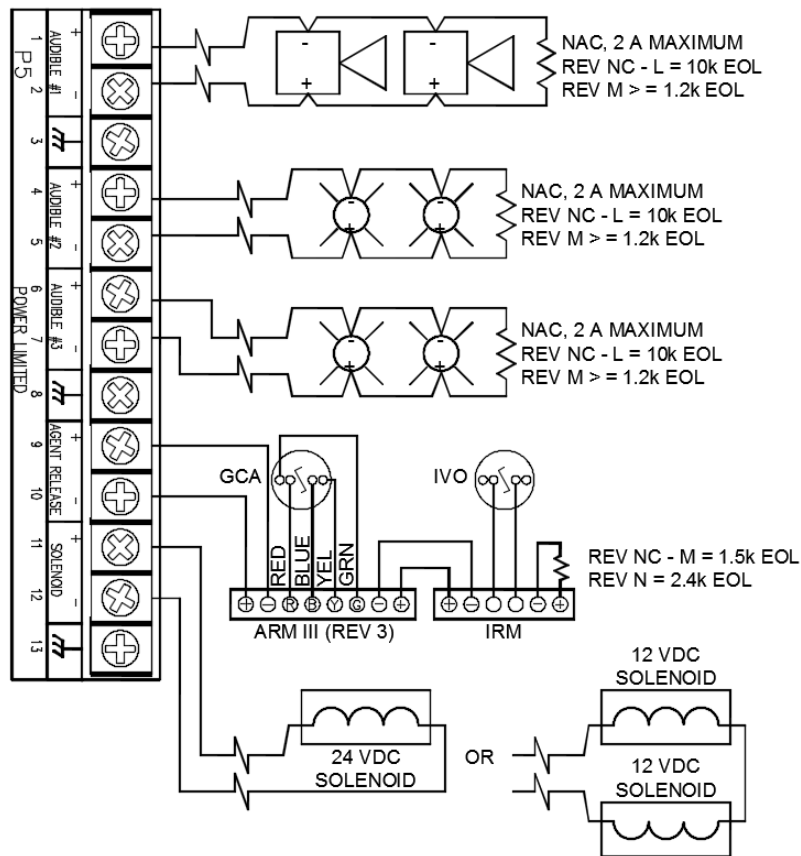 P5
POWER LIMITED
1
2
3
4
5
6
7
8
9
10
11
12
13
AUDIBLE #1
+
-
AUDIBLE #2
+
-
AUDIBLE #3
+
-
AGENT RELEASE
+
-
SOLENOID
+
-
-
+
-
+
NAC, 2 A MAXIMUM
REV NC - L = 10k EOL
REV M > = 1.2k EOL
-
+
-
+
NAC, 2 A MAXIMUM
REV NC - L = 10k EOL
REV M > = 1.2k EOL
-
+
-
+
NAC, 2 A MAXIMUM
REV NC - L = 10k EOL
REV M > = 1.2k EOL
GCA
IVO
RED
BLUE
YEL
GRN
REV NC - M = 1.5k EOL
REV N = 2.4k EOL
+ - R B Y G - +
+ - - +
ARM III (REV 3)
IRM
24 VDC
SOLENOID
OR
12 VDC
SOLENOID
12 VDC
SOLENOID